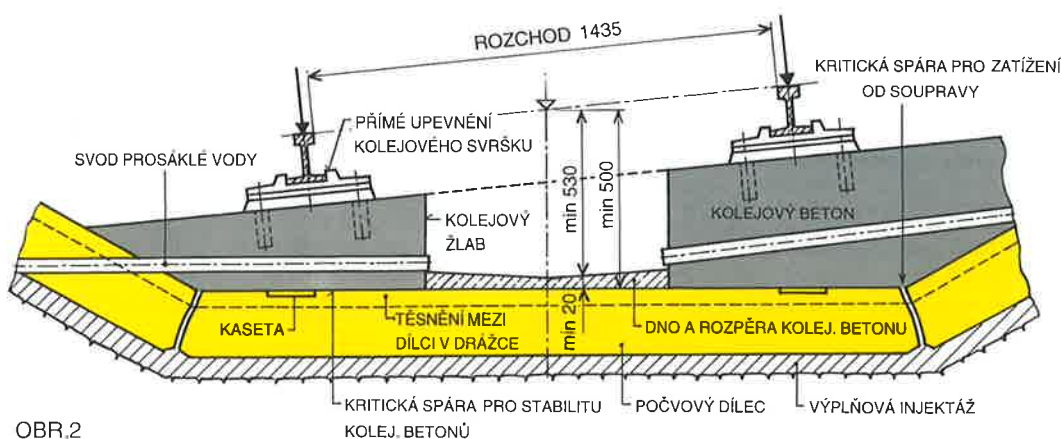 ROZCHOD 1435
KRITICKÁ SPÁRA PRO ZATÍŽENÍ
OD SOUPRAVY
PŘÍMÉ UPEVNĚNÍ
KOLEJOVÉHO SVRŠKU
SVOD PROSÁKLÉ VODY
min 530
min 500
KOLEJOVÝ
ŽLAB
KOLEJOVÝ BETON
KASETA
TĚSNĚNÍ MEZI
DÍLCI V DRÁŽCE
min 20
DNO A ROZPĚRA KOLEJ. BETONU
KRITICKÁ SPÁRA PRO STABILITU
KOLEJ. BETONŮ
POČVOVÝ DÍLEC
VÝPLŇOVÁ INJEKTÁŽ
OBR.2